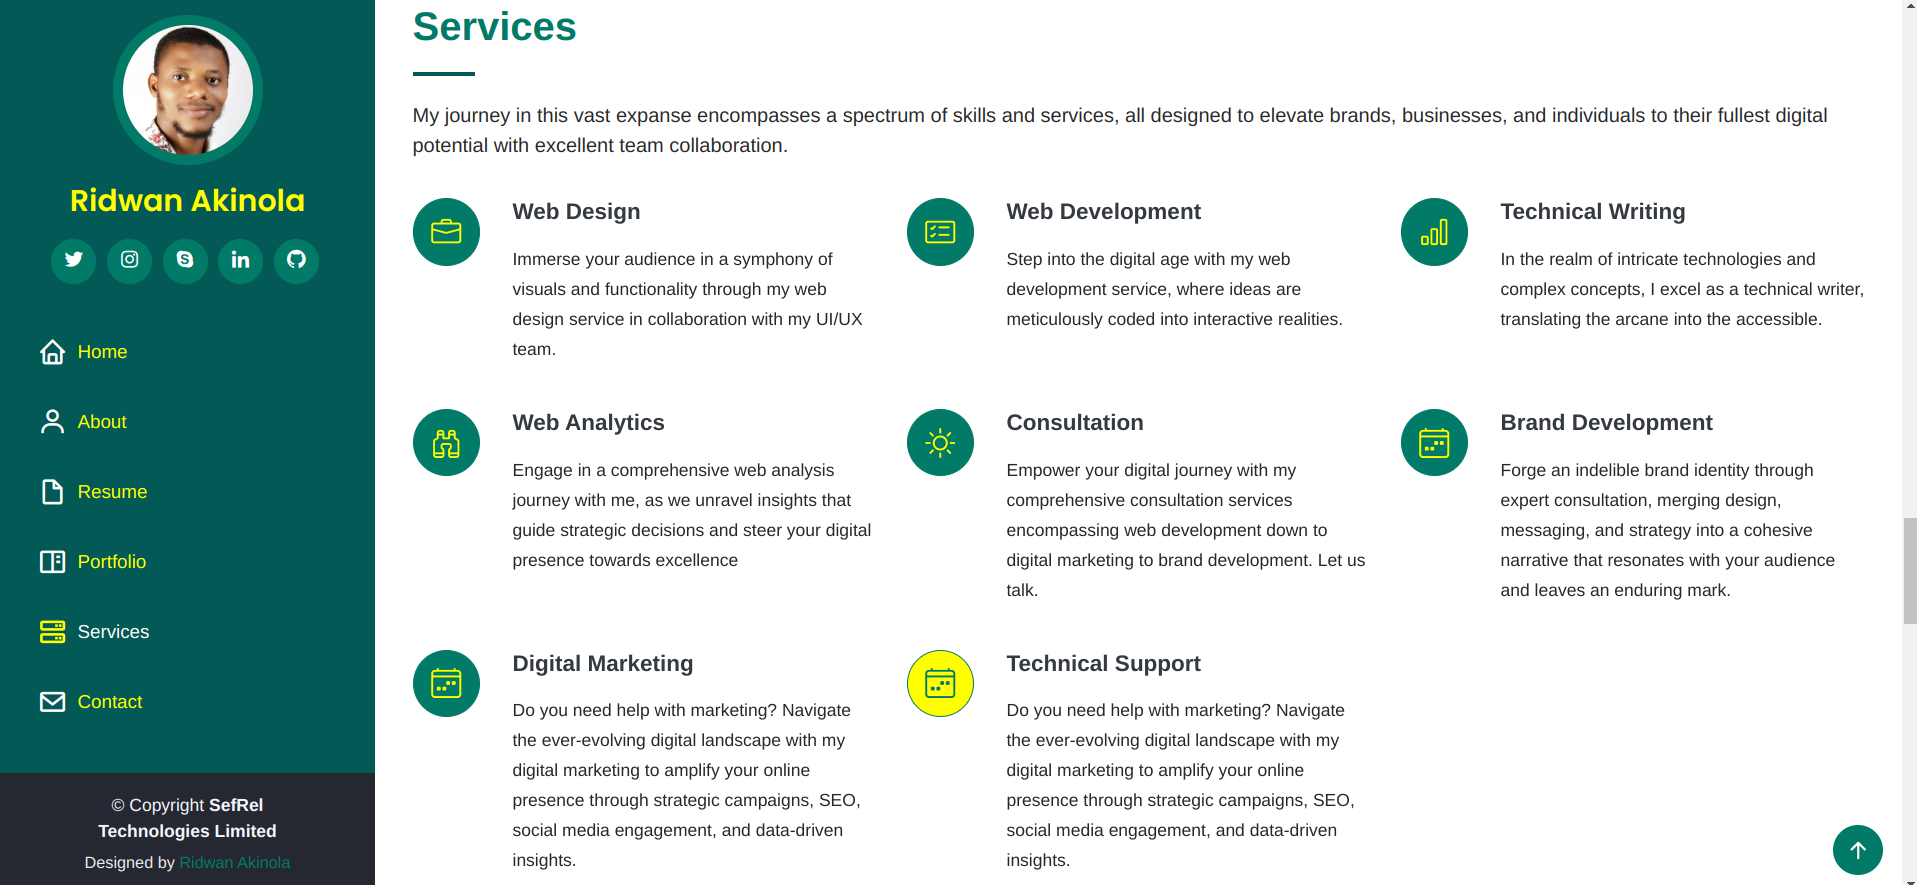 Ridwan Akinola
Home
About
Resume
Portfolio
Services
Contact
© Copyright SefRel
Technologies Limited
Designed by Ridwan Akinola
Services
My journey in this vast expanse encompasses a spectrum of skills and services, all designed to elevate brands, businesses, and individuals to their fullest digital
potential with excellent team collaboration.
Web Design
Immerse your audience in a symphony of
visuals and functionality through my web
design service in collaboration with my UI/UX
team.
Web Development
Step into the digital age with my web
development service, where ideas are
meticulously coded into interactive realities.
Technical Writing
In the realm of intricate technologies and
complex concepts, I excel as a technical writer,
translating the arcane into the accessible.
Web Analytics
Engage in a comprehensive web analysis
journey with me, as we unravel insights that
guide strategic decisions and steer your digital
presence towards excellence
Consultation
Empower your digital journey with my
comprehensive consultation services
encompassing web development down to
digital marketing to brand development. Let us
talk.
Brand Development
Forge an indelible brand identity through
expert consultation, merging design,
messaging, and strategy into a cohesive
narrative that resonates with your audience
and leaves an enduring mark.
Digital Marketing
Do you need help with marketing? Navigate
the ever-evolving digital landscape with my
digital marketing to amplify your online
presence through strategic campaigns, SEO,
social media engagement, and data-driven
insights.
Technical Support
Do you need help with marketing? Navigate
the ever-evolving digital landscape with my
digital marketing to amplify your online
presence through strategic campaigns, SEO,
social media engagement, and data-driven
insights.